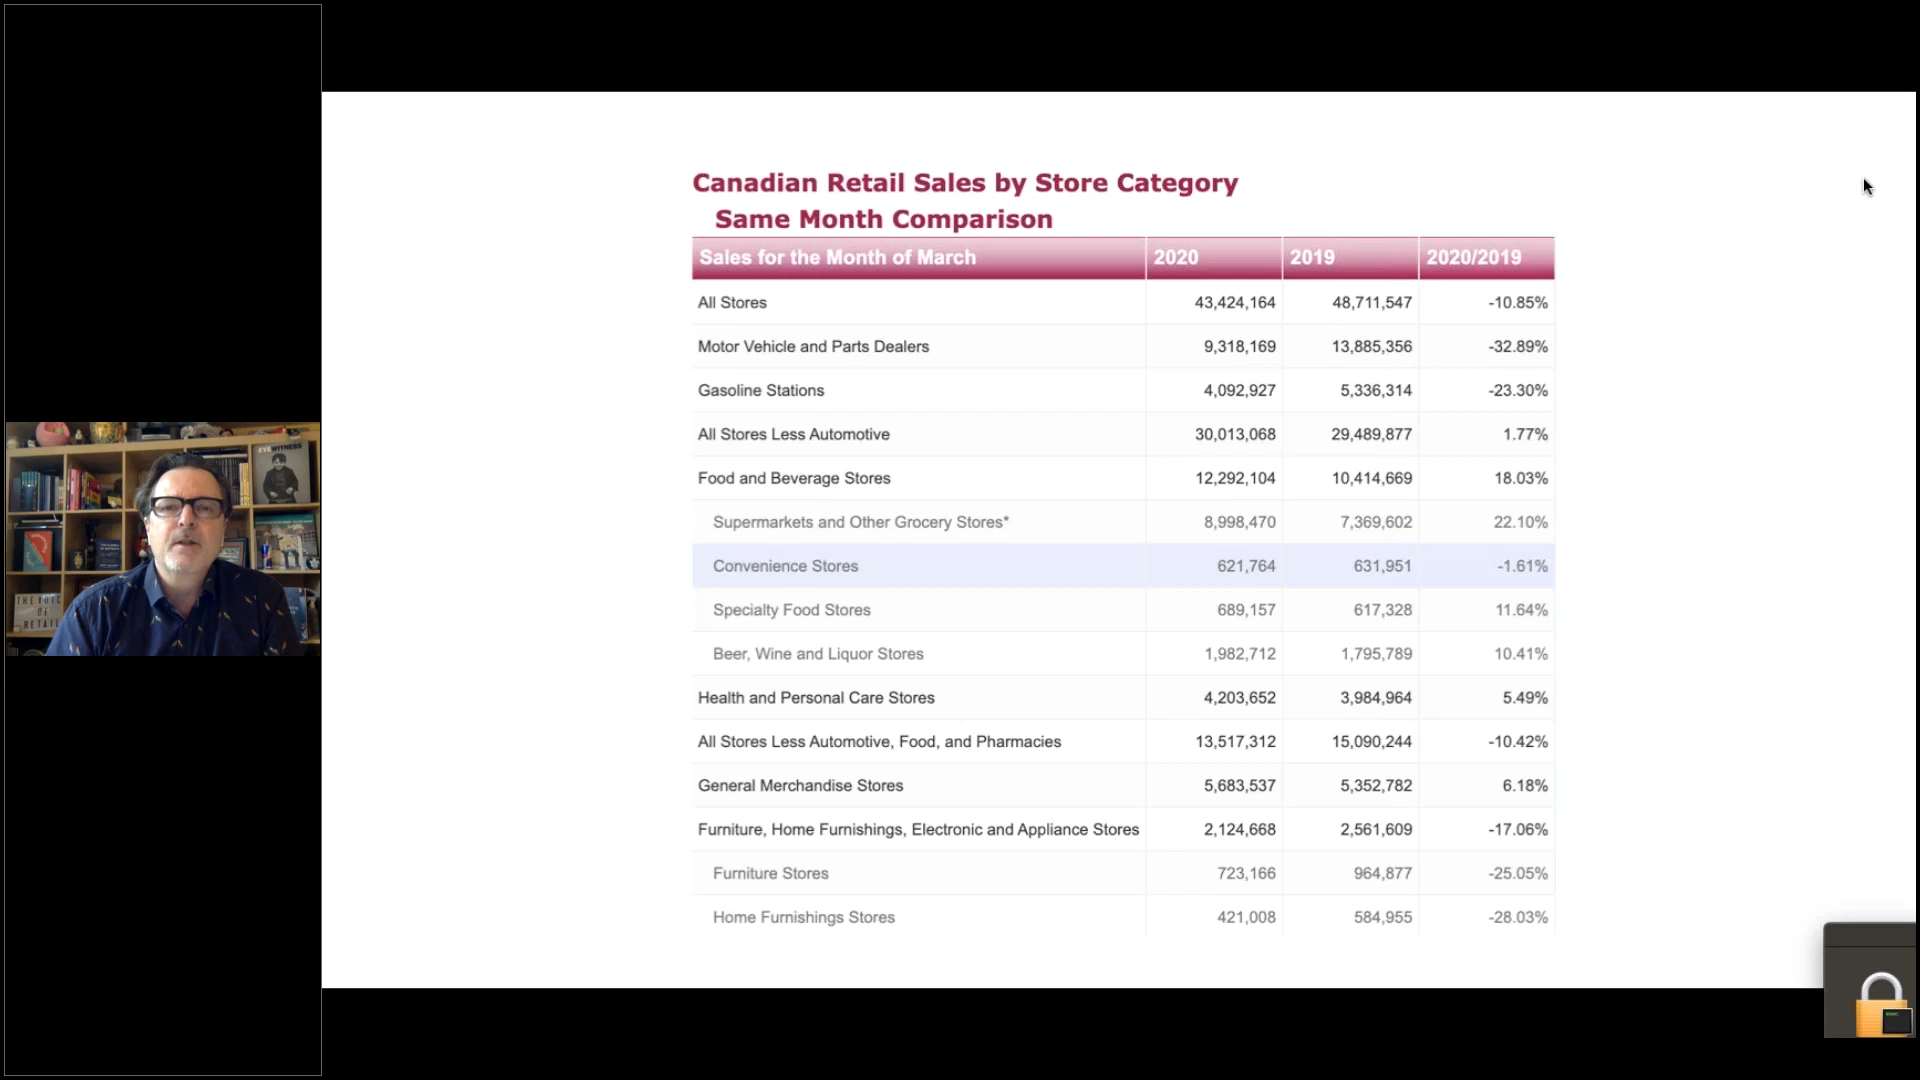 Canadian Retail Sales by Store Category
Same Month Comparison
Sales for the Month of March 2020 2019 2020/2019
All Stores 43,424,164 48,711,547 -10.85%
Motor Vehicle and Parts Dealers 9,318,169 13,885,356 -32.89%
Gasoline Stations 4,092,927 5,336,314 -23.30%
All Stores Less Automotive 30,013,068 29,489,877 1.77%
Food and Beverage Stores 12,292,104 10,414,669 18.03%
Supermarkets and Other Grocery Stores* 8,998,470 7,369,602 22.10%
Convenience Stores 621,764 631,951 -1.61%
Specialty Food Stores 689,157 617,328 11.64%
Beer, Wine and Liquor Stores 1,982,712 1,795,789 10.41%
Health and Personal Care Stores 4,203,652 3,984,964 5.49%
All Stores Less Automotive, Food, and Pharmacies 13,517,312 15,090,244 -10.42%
General Merchandise Stores 5,683,537 5,352,782 6.18%
Furniture, Home Furnishings, Electronic and Appliance Stores 2,124,668 2,561,609 -17.06%
Furniture Stores 723,166 964,877 -25.05%
Home Furnishings Stores 421,008 584,955 -28.03%
EYEWITNESS
THE VOICE
OF
RETAIL